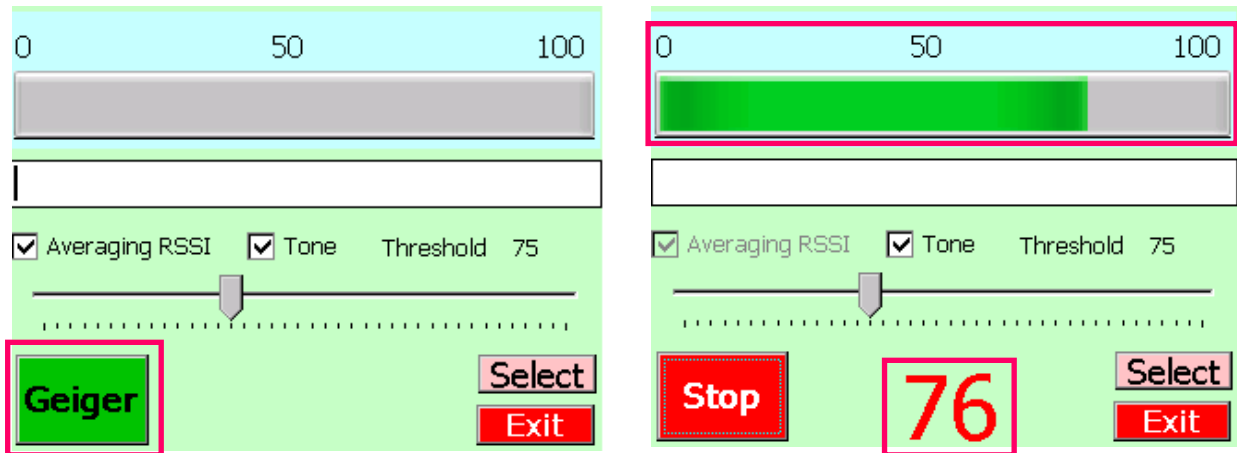 0 50 100
Averaging RSSI Tone Threshold 75
Geiger
Select
Exit
0 50 100
Averaging RSSI Tone Threshold 75
Stop
76
Select
Exit